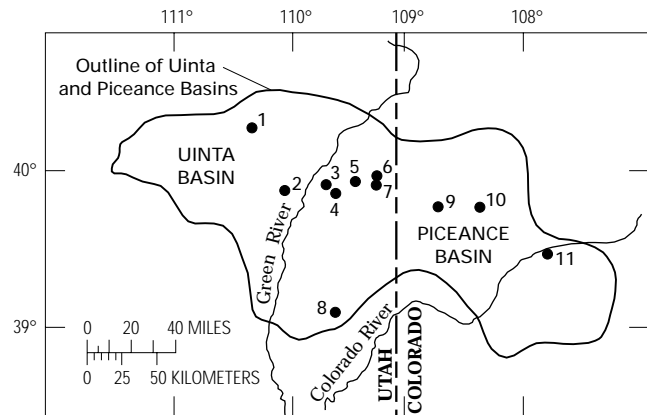 111° 110° 109° 108°
Outline of Uinta
and Piceance Basins
1
UINTA
BASIN
40°
2
3
4
5
6
7
9
10
PICEANCE
BASIN
11
Green River
8
39°
Colorado River
UTAH
COLORADO
0 20 40 MILES
0 25 50 KILOMETERS